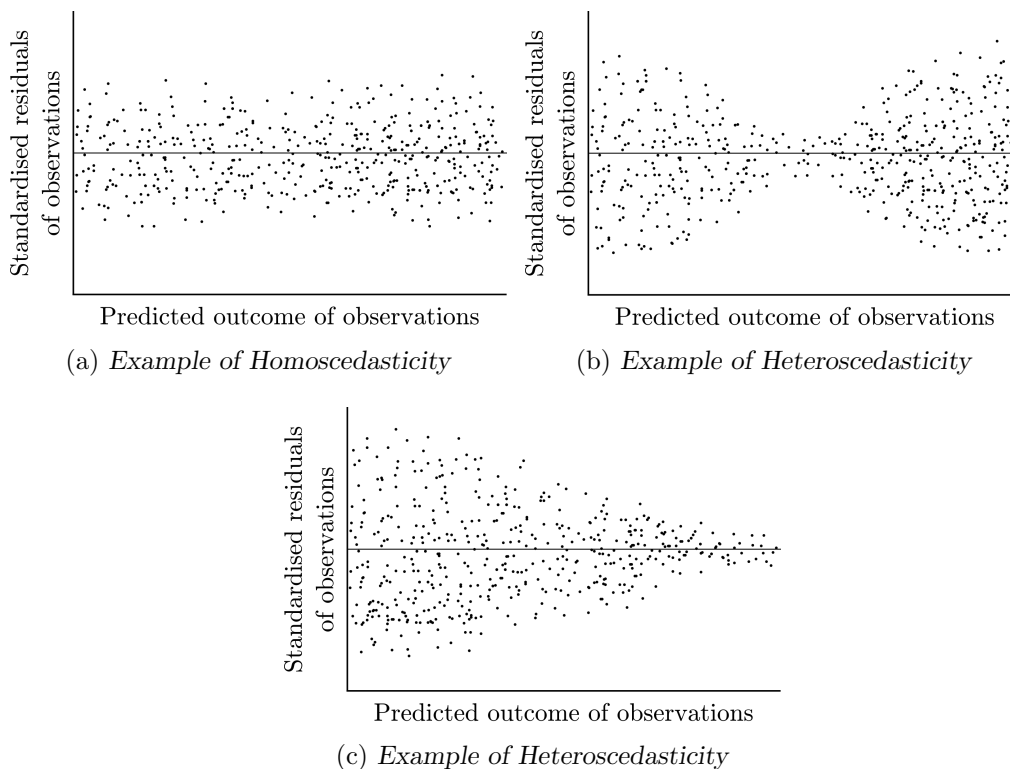 Standardised residuals
of observations
Predicted outcome of observations
(a) Example of Homoscedasticity
Standardised residuals
of observations
Predicted outcome of observations
(b) Example of Heteroscedasticity
Standardised residuals
of observations
Predicted outcome of observations
(c) Example of Heteroscedasticity